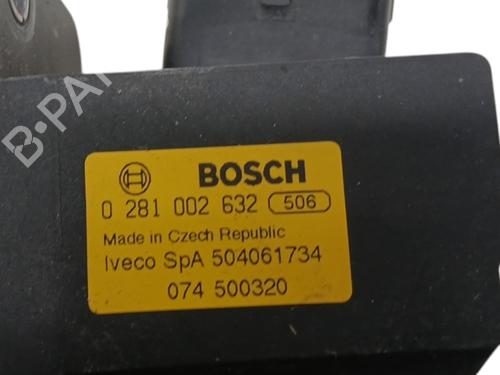 B-PA
BOSCH
0 281 002 632 506
Made in Czech Republic
Iveco SpA 504061734
074 500320